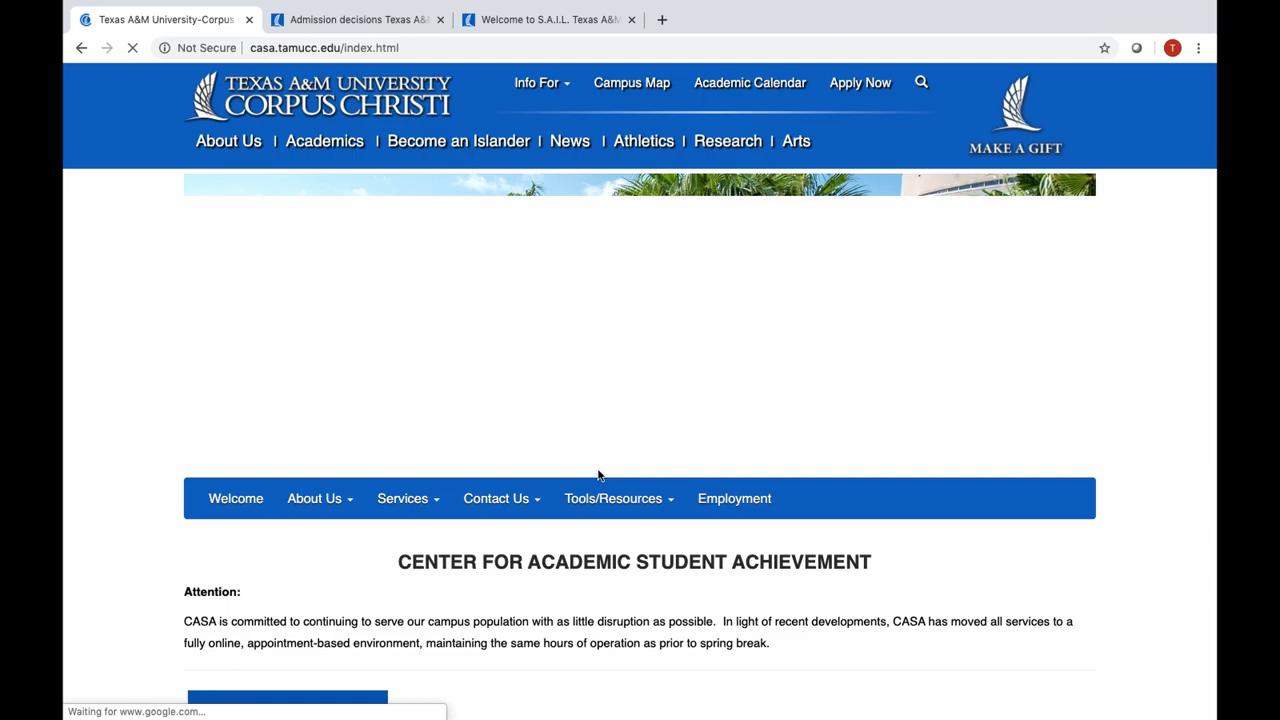 Texas A&M University-Corpus
Admission decisions Texas A&
Welcome to S.A.I.L. Texas A&M
Not Secure
casa.tamucc.edu/index.html
T
TEXAS A&M UNIVERSITY
CORPUS CHRISTI
Info For
Campus Map
Academic Calendar
Apply Now
MAKE A GIFT
About Us | Academics | Become an Islander | News | Athletics | Research | Arts
Welcome
About Us
Services
Contact Us
Tools/Resources
Employment
CENTER FOR ACADEMIC STUDENT ACHIEVEMENT
Attention:
CASA is committed to continuing to serve our campus population with as little disruption as possible. In light of recent developments, CASA has moved all services to a
fully online, appointment-based environment, maintaining the same hours of operation as prior to spring break.
Waiting for www.google.com...